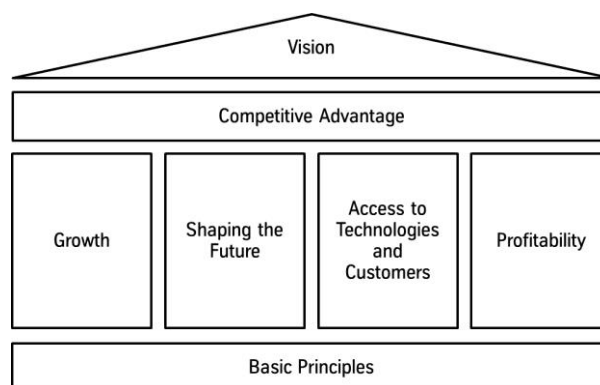 Vision
Competitive Advantage
Growth
Shaping the
Future
Access to
Technologies
and
Customers
Profitability
Basic Principles